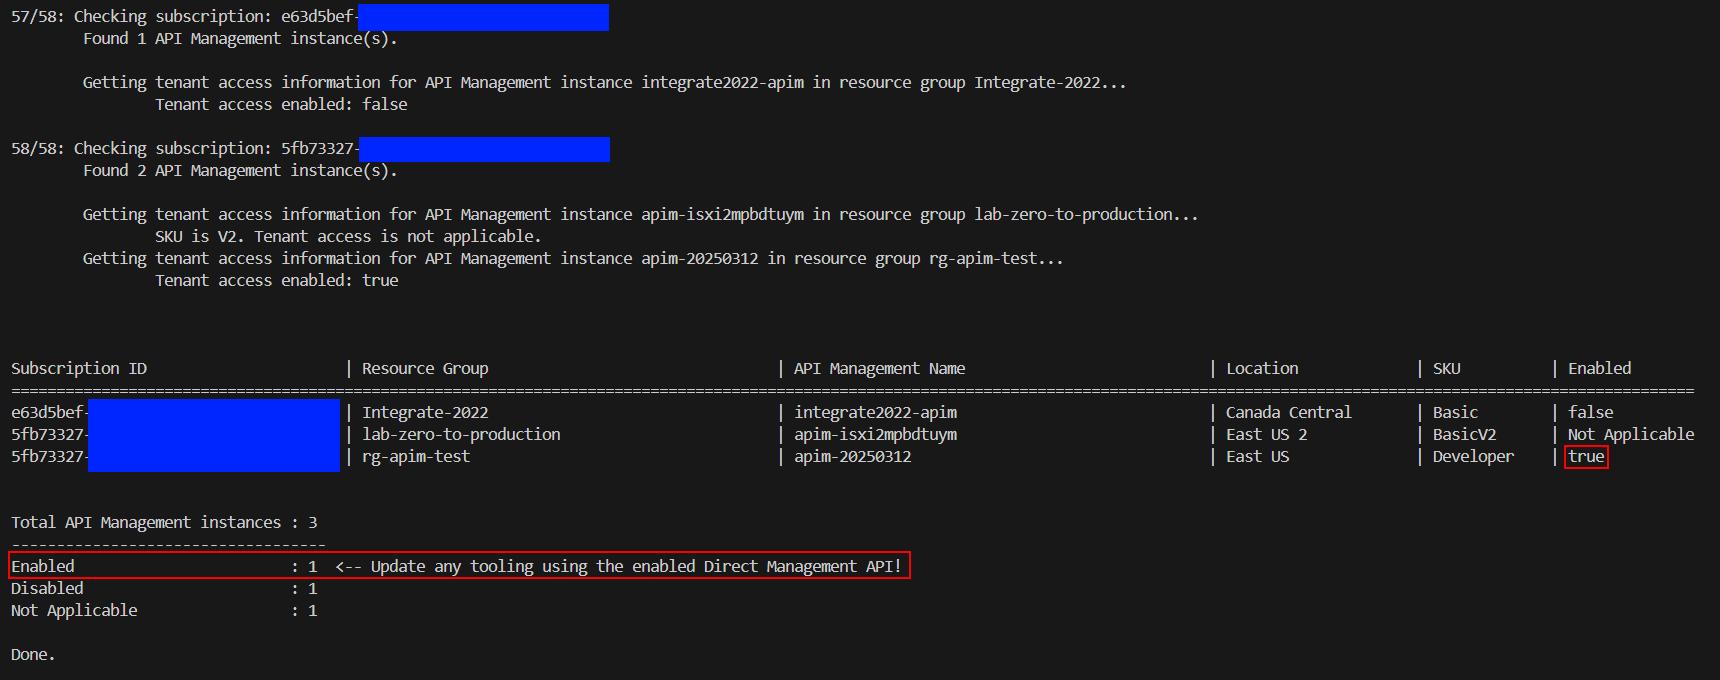 57/58: Checking subscription: e63d5bef-
Found 1 API Management instance(s).
Getting tenant access information for API Management instance integrate2022-apim in resource group Integrate-2022...
Tenant access enabled: false
58/58: Checking subscription: 5fb73327-
Found 2 API Management instance(s).
Getting tenant access information for API Management instance apim-isxi2mpbdtuym in resource group lab-zero-to-production...
SKU is V2. Tenant access is not applicable.
Getting tenant access information for API Management instance apim-20250312 in resource group rg-apim-test...
Tenant access enabled: true
Subscription ID | Resource Group | API Management Name | Location | SKU | Enabled
===========================================================================================================================================================================================
e63d5bef- | Integrate-2022 | integrate2022-apim | Canada Central | Basic | false
5fb73327- | lab-zero-to-production | apim-isxi2mpbdtuym | East US 2 | BasicV2 | Not Applicable
5fb73327- | rg-apim-test | apim-20250312 | East US | Developer | true
Total API Management instances : 3
-----------------------------------
Enabled : 1 <-- Update any tooling using the enabled Direct Management API!
Disabled : 1
Not Applicable : 1
Done.